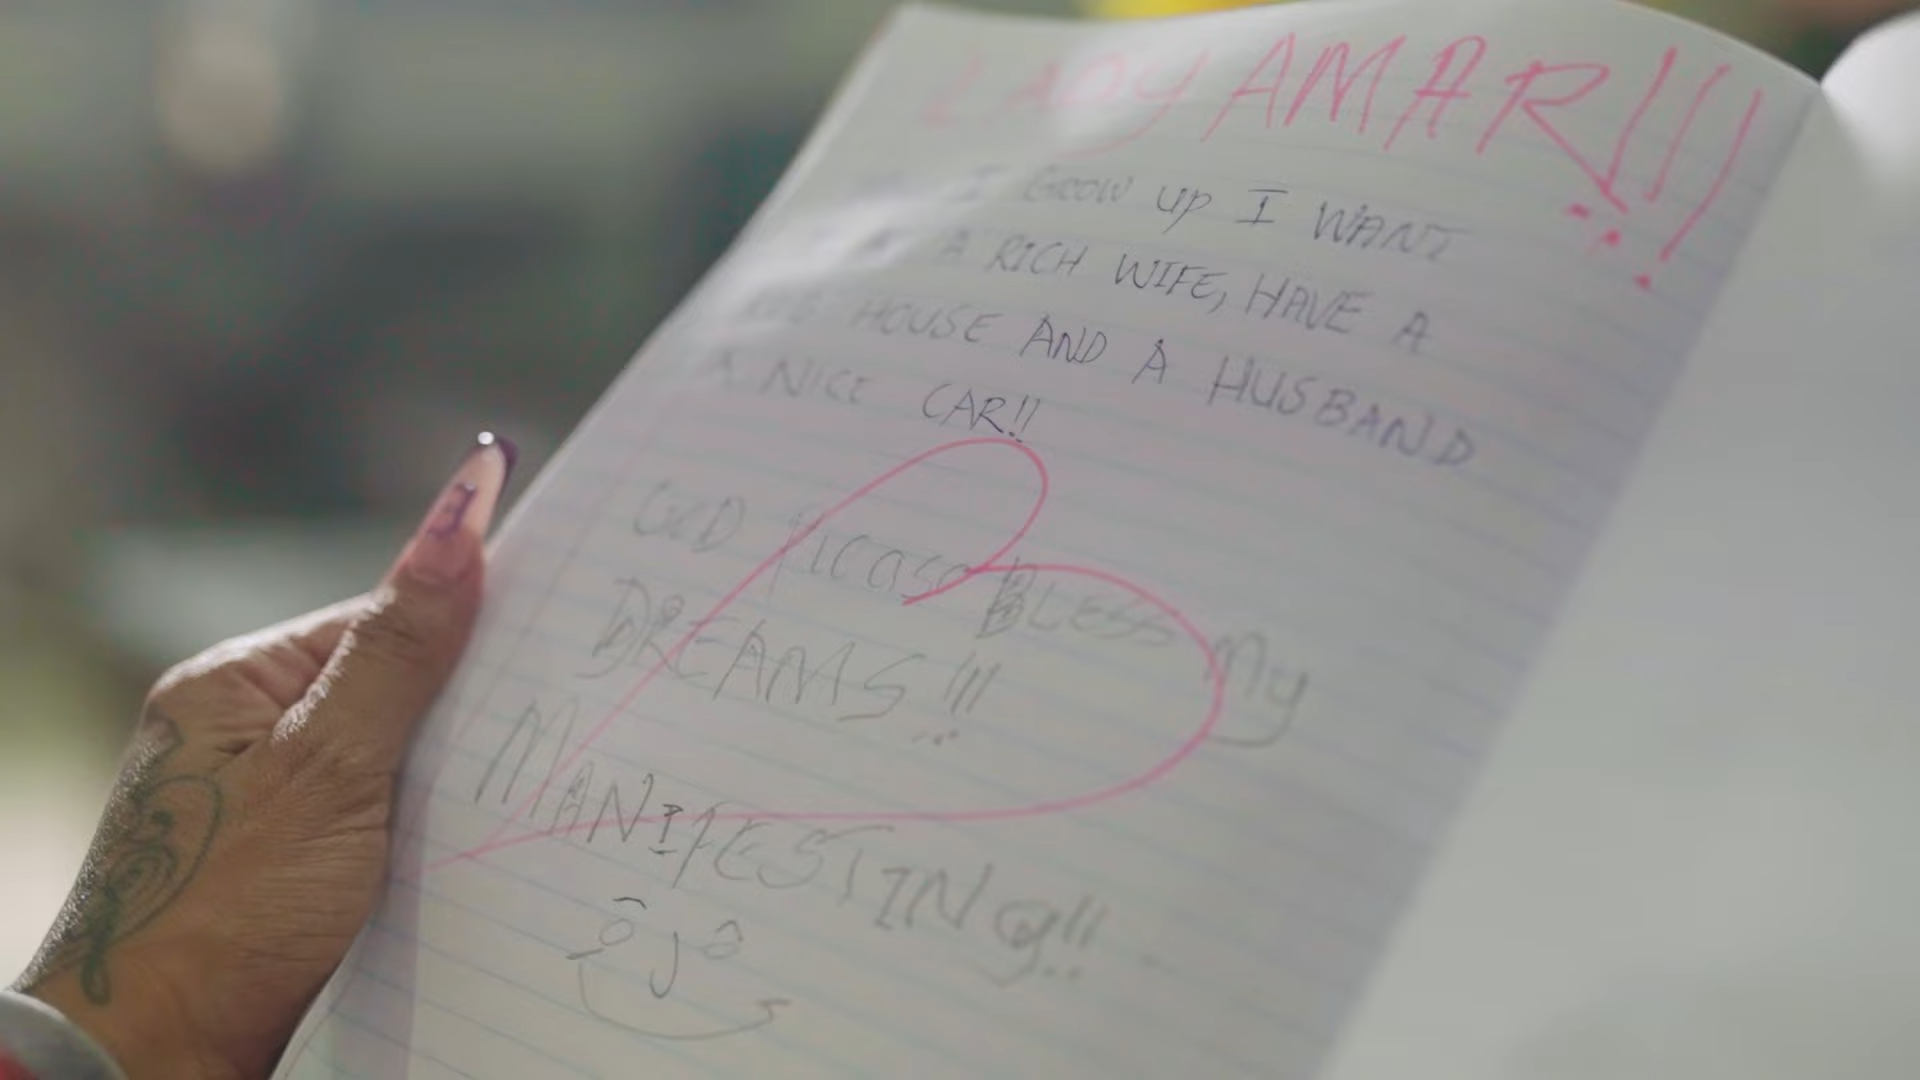 LADY AMAR!!!
I GROW up I WANT
A RICH WIFE, HAVE A
HOUSE AND A HUSBAND
A NICE CAR!!
GOD Please BLESS My
DREAMS!!!
MANIFESTING!!